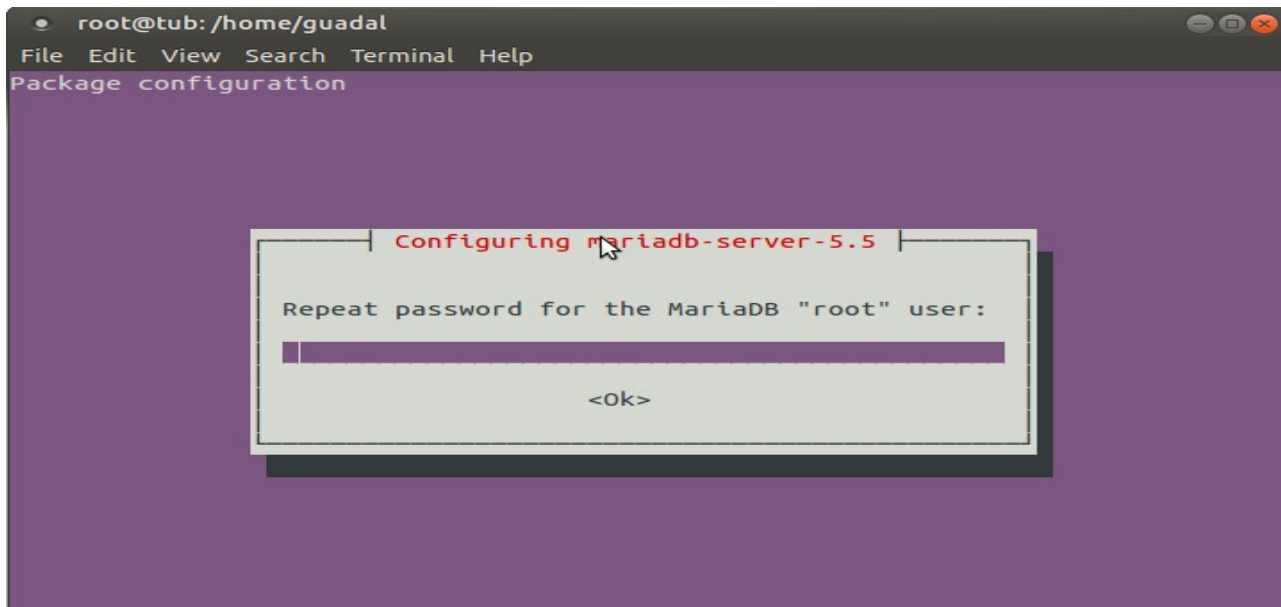 root@tub: /home/guadal
File Edit View Search Terminal Help
Package configuration
Configuring mariadb-server-5.5
Repeat password for the MariaDB "root" user:
<Ok>